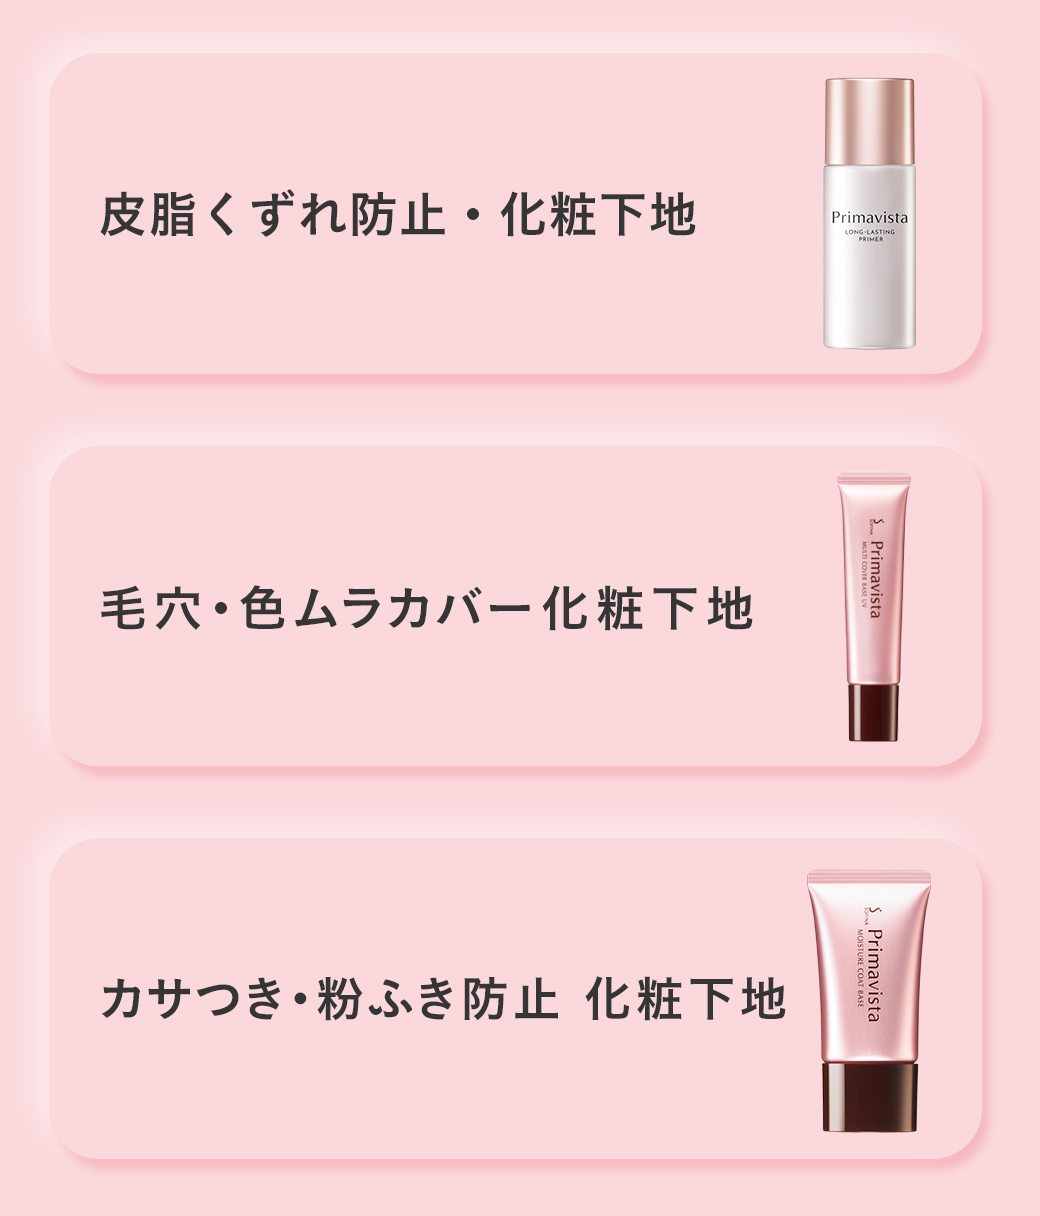 皮脂くずれ防止・化粧下地
Primavista
LONG-LASTING
PRIMER
毛穴・色ムラカバー化粧下地
SOFINA
Primavista
MULTI COVER BASE UV
カサつき・粉ふき防止 化粧下地
SOFINA
Primavista
MOISTURE COAT BASE